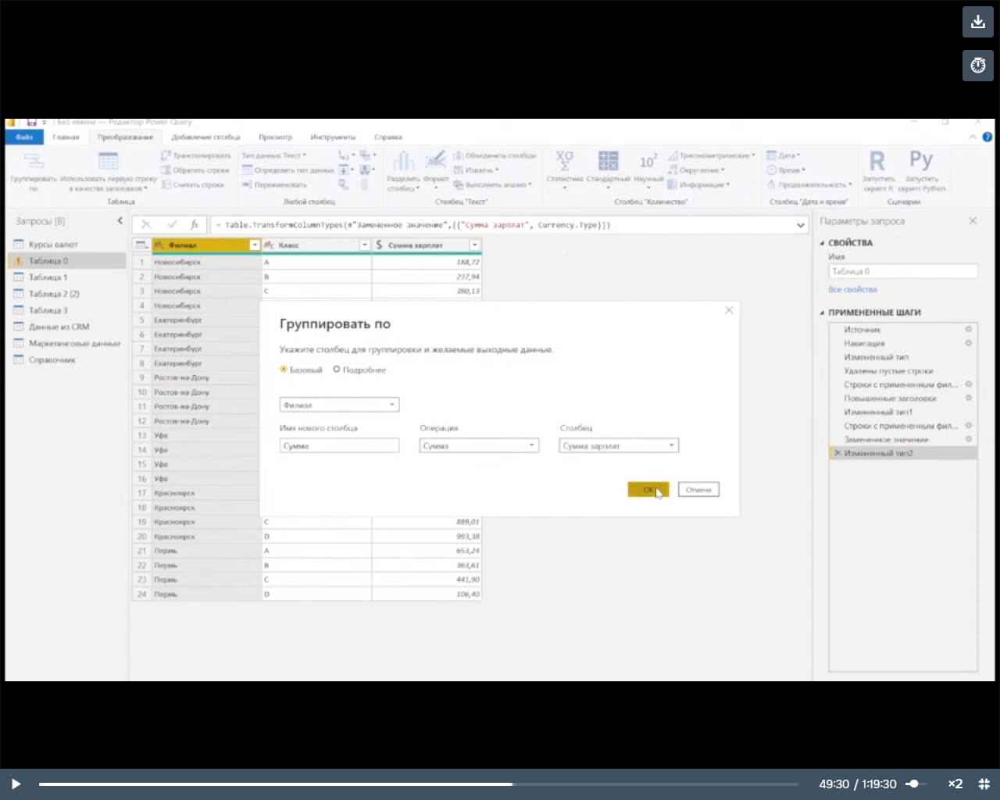 Без имени — Редактор Power Query
Файл Главная Преобразование Добавление столбца Просмотр Инструменты Справка
Группировать по
Использовать первую строку в качестве заголовков
Транспонировать
Обратить строки
Считать строки
Таблица
Тип данных: Текст
Определить тип данных
Переименовать
Любой столбец
Разделить столбец
Формат
Объединить столбцы
Извлечь
Выполнить анализ
Столбец "Текст"
Статистика
Стандартный
Научный
Тригонометрические
Округление
Информация
Столбец "Количество"
Дата
Время
Продолжительность
Столбец "Дата и время"
Запустить скрипт R
Запустить скрипт Python
Сценарии
Запросы [8]
Курсы валют
Таблица 0
Таблица 1
Таблица 2 (2)
Таблица 3
Данные из CRM
Маркетинговые данные
Справочник
= Table.TransformColumnTypes(#"Замененное значение",{{"Сумма зарплат", Currency.Type}})
Филиал Класс Сумма зарплат
1 Новосибирск A 188,72
2 Новосибирск B 237,94
3 Новосибирск C 380,13
4 Новосибирск
5 Екатеринбург
6 Екатеринбург
7 Екатеринбург
8 Екатеринбург
9 Ростов-на-Дону
10 Ростов-на-Дону
11 Ростов-на-Дону
12 Ростов-на-Дону
13 Уфа
14 Уфа
15 Уфа
16 Уфа
17 Красноярск
18 Красноярск
19 Красноярск C 889,01
20 Красноярск D 993,38
21 Пермь A 653,24
22 Пермь B 363,61
23 Пермь C 441,90
24 Пермь D 106,40
Группировать по
Укажите столбец для группировки и желаемые выходные данные.
Базовый Подробнее
Филиал
Имя нового столбца Операция Столбец
Сумма Сумма Сумма зарплат
ОК Отмена
Параметры запроса
СВОЙСТВА
Имя
Таблица 0
Все свойства
ПРИМЕНЕННЫЕ ШАГИ
Источник
Навигация
Измененный тип
Удалены пустые строки
Строки с примененным фил...
Повышенные заголовки
Измененный тип1
Строки с примененным фил...
Замененное значение
Измененный тип2
49:30 / 1:19:30 ×2